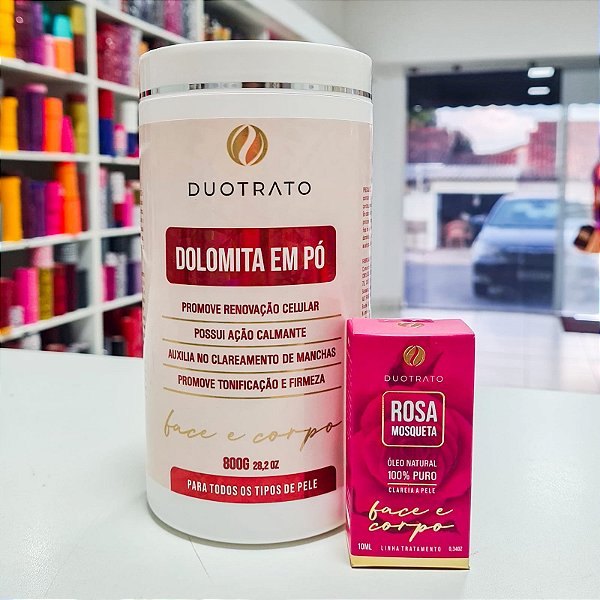 DUOTRATO
DOLOMITA EM PÓ
PROMOVE RENOVAÇÃO CELULAR
POSSUI AÇÃO CALMANTE
AUXILIA NO CLAREAMENTO DE MANCHAS
PROMOVE TONIFICAÇÃO E FIRMEZA
face e corpo
800G 28,2 OZ
PARA TODOS OS TIPOS DE PELE
DUOTRATO
ROSA
MOSQUETA
ÓLEO NATURAL
100% PURO
CLAREIA A PELE
face e
corpo
10ML LINHA TRATAMENTO 0,34OZ